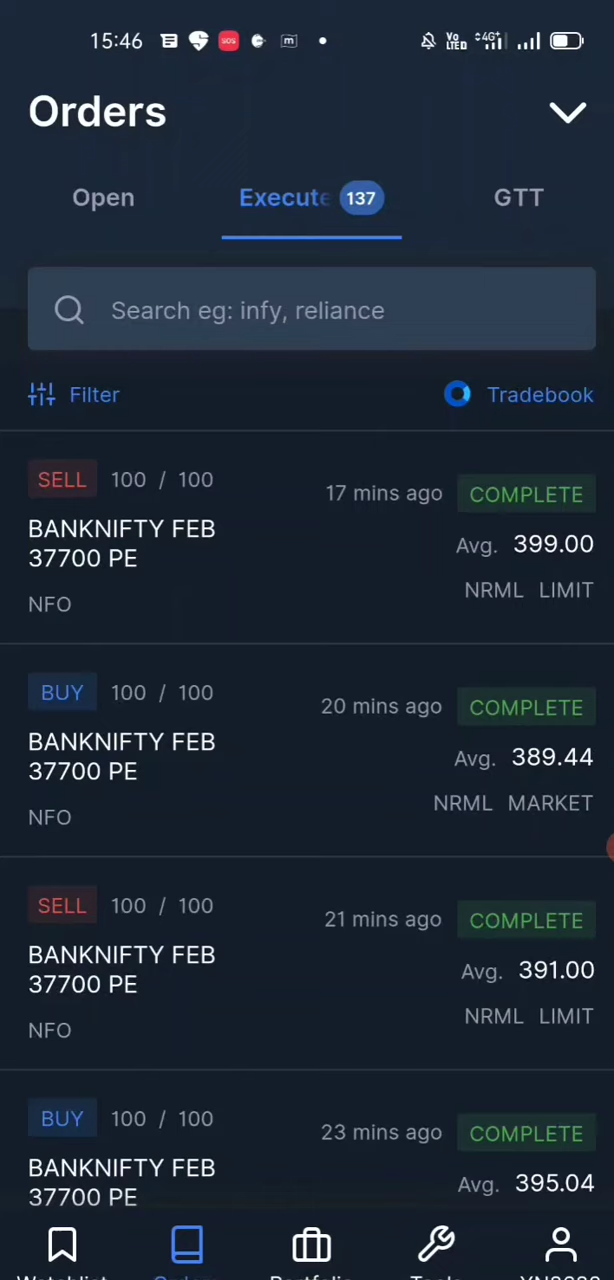 15:46 SOS m Vo LTED 4G+
Orders
Open Execute 137 GTT
Search eg: infy, reliance
Filter Tradebook
SELL 100 / 100 17 mins ago COMPLETE
BANKNIFTY FEB
37700 PE
Avg. 399.00
NFO
NRML LIMIT
BUY 100 / 100 20 mins ago COMPLETE
BANKNIFTY FEB
37700 PE
Avg. 389.44
NFO
NRML MARKET
SELL 100 / 100 21 mins ago COMPLETE
BANKNIFTY FEB
37700 PE
Avg. 391.00
NFO
NRML LIMIT
BUY 100 / 100 23 mins ago COMPLETE
BANKNIFTY FEB
37700 PE
Avg. 395.04